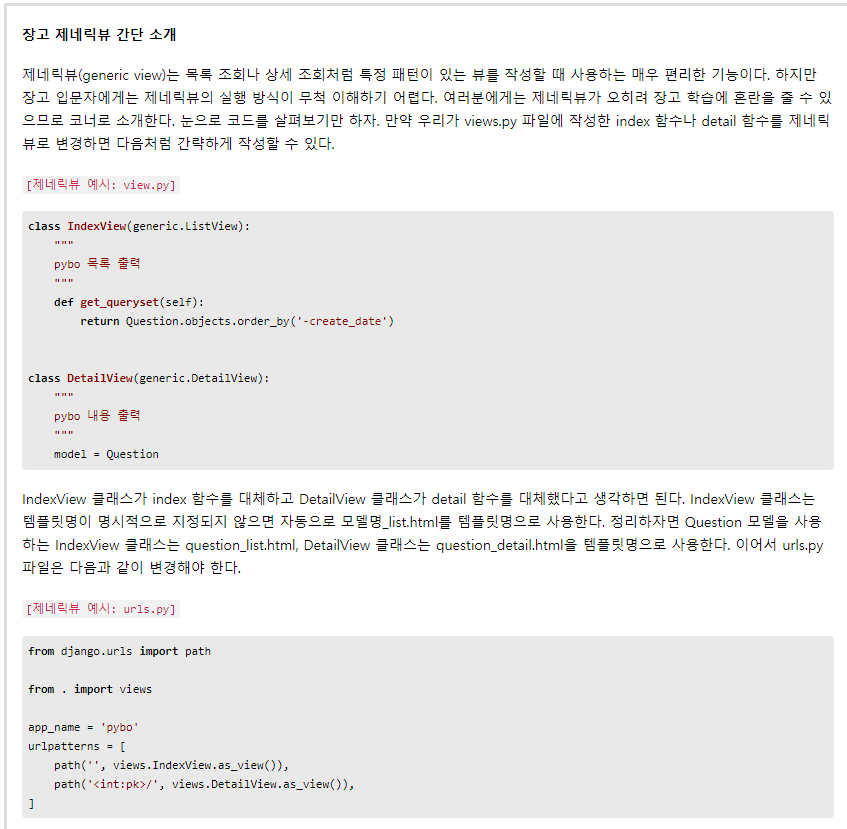 장고 제네릭뷰 간단 소개
제네릭뷰(generic view)는 목록 조회나 상세 조회처럼 특정 패턴이 있는 뷰를 작성할 때 사용하는 매우 편리한 기능이다. 하지만
장고 입문자에게는 제네릭뷰의 실행 방식이 무척 이해하기 어렵다. 여러분에게는 제네릭뷰가 오히려 장고 학습에 혼란을 줄 수 있
으므로 코너로 소개한다. 눈으로 코드를 살펴보기만 하자. 만약 우리가 views.py 파일에 작성한 index 함수나 detail 함수를 제네릭
뷰로 변경하면 다음처럼 간략하게 작성할 수 있다.
[제네릭뷰 예시: view.py]
class IndexView(generic.ListView):
    """
    pybo 목록 출력
    """
    def get_queryset(self):
        return Question.objects.order_by('-create_date')
class DetailView(generic.DetailView):
    """
    pybo 내용 출력
    """
    model = Question
IndexView 클래스가 index 함수를 대체하고 DetailView 클래스가 detail 함수를 대체했다고 생각하면 된다. IndexView 클래스는
템플릿명이 명시적으로 지정되지 않으면 자동으로 모델명_list.html를 템플릿명으로 사용한다. 정리하자면 Question 모델을 사용
하는 IndexView 클래스는 question_list.html, DetailView 클래스는 question_detail.html을 템플릿명으로 사용한다. 이어서 urls.py
파일은 다음과 같이 변경해야 한다.
[제네릭뷰 예시: urls.py]
from django.urls import path
from . import views
app_name = 'pybo'
urlpatterns = [
    path('', views.IndexView.as_view()),
    path('<int:pk>/', views.DetailView.as_view()),
]